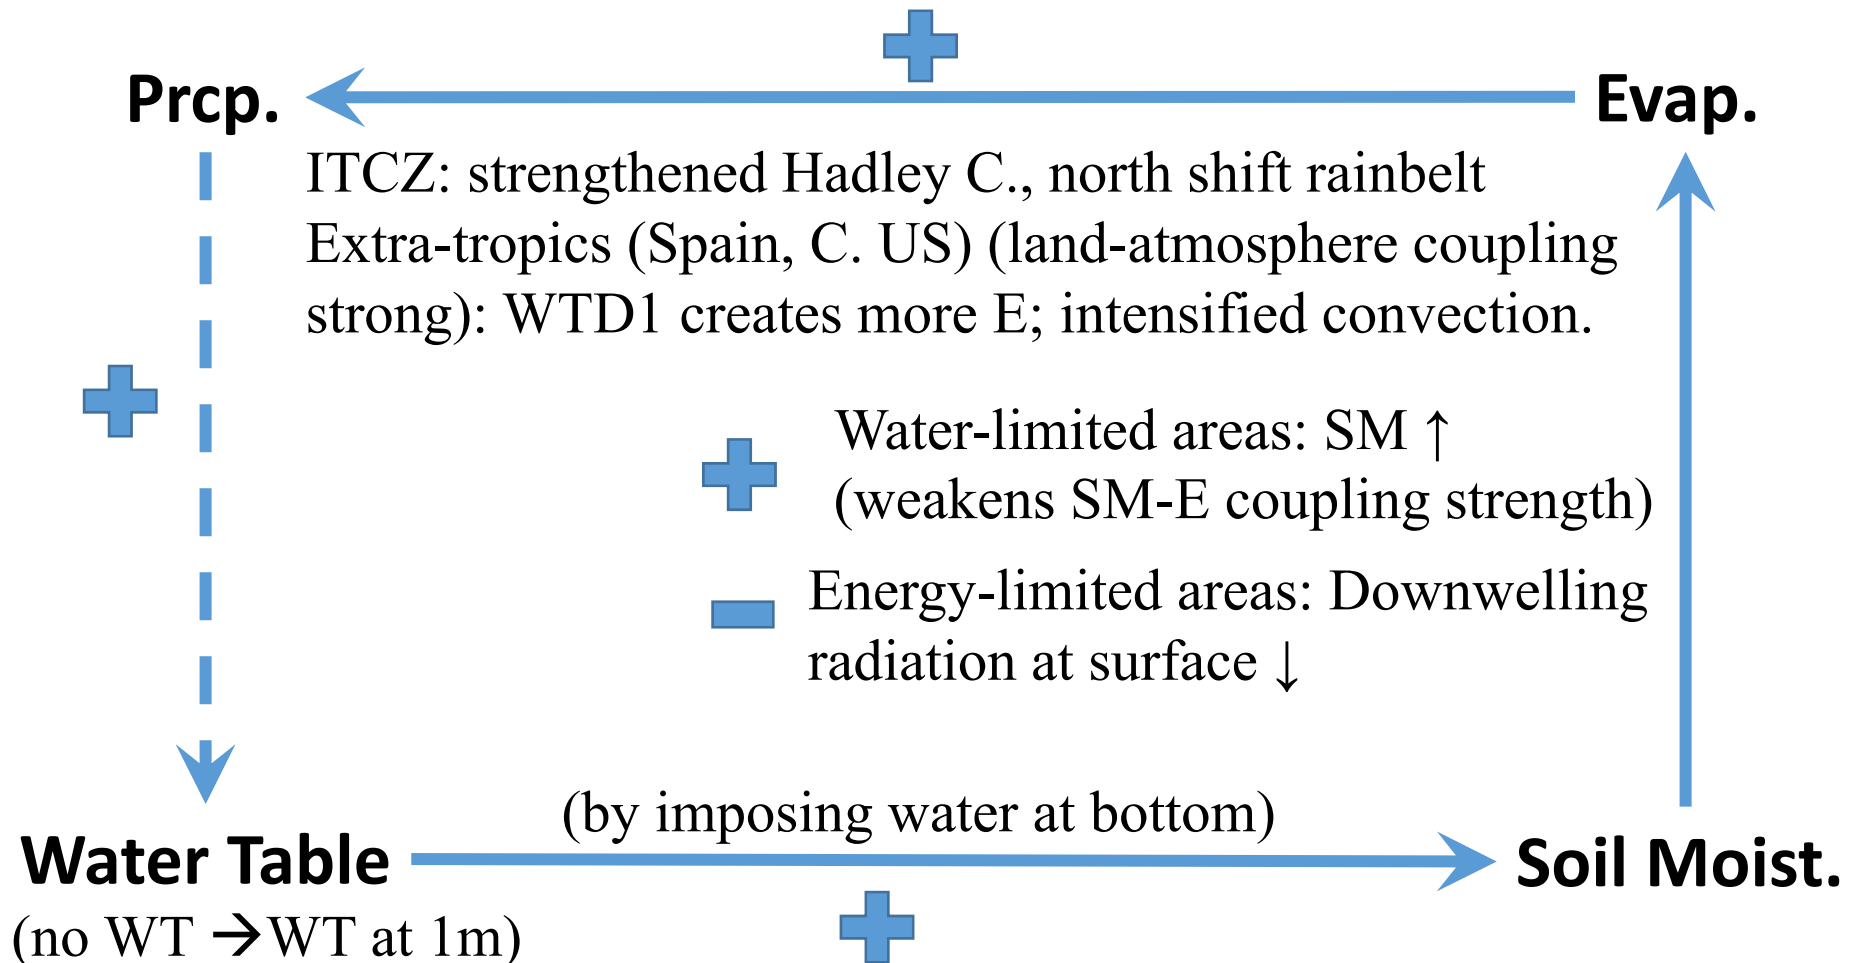 Prcp.
Evap.
ITCZ: strengthened Hadley C., north shift rainbelt
Extra-tropics (Spain, C. US) (land-atmosphere coupling
strong): WTD1 creates more E; intensified convection.
Water-limited areas: SM ↑
(weakens SM-E coupling strength)
Energy-limited areas: Downwelling
radiation at surface ↓
(by imposing water at bottom)
Water Table
Soil Moist.
(no WT →WT at 1m)